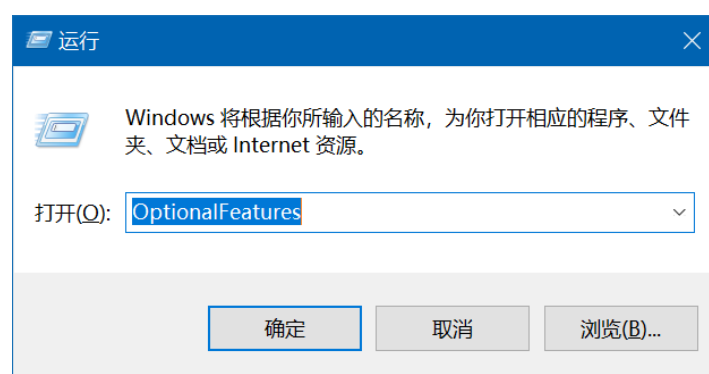 运行
Windows 将根据你所输入的名称，为你打开相应的程序、文件
夹、文档或 Internet 资源。
打开(O): OptionalFeatures
确定 取消 浏览(B)...